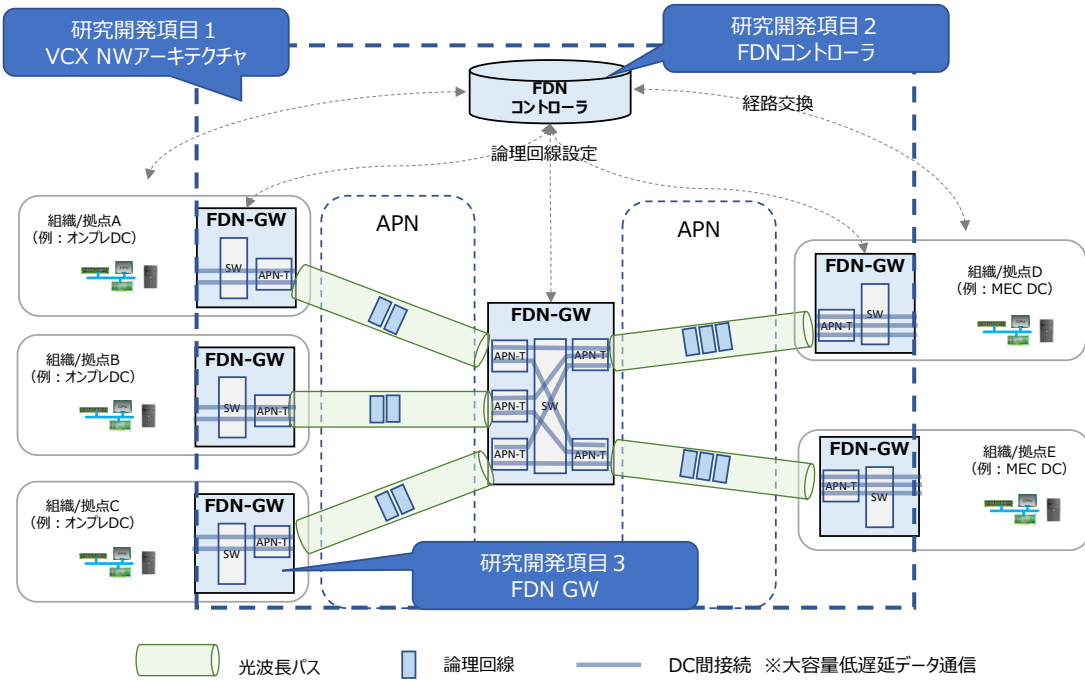 研究開発項目１
VCX NWアーキテクチャ
研究開発項目２
FDNコントローラ
FDN
コントローラ
経路交換
論理回線設定
組織/拠点A
（例：オンプレDC）
FDN-GW
SW
APN-T
APN
APN
FDN-GW
APN-T
SW
組織/拠点D
（例：MEC DC）
FDN-GW
APN-T
APN-T
APN-T
SW
APN-T
APN-T
組織/拠点B
（例：オンプレDC）
FDN-GW
SW
APN-T
組織/拠点C
（例：オンプレDC）
FDN-GW
SW
APN-T
FDN-GW
APN-T
SW
組織/拠点E
（例：MEC DC）
研究開発項目３
FDN GW
光波長パス
論理回線
DC間接続 ※大容量低遅延データ通信